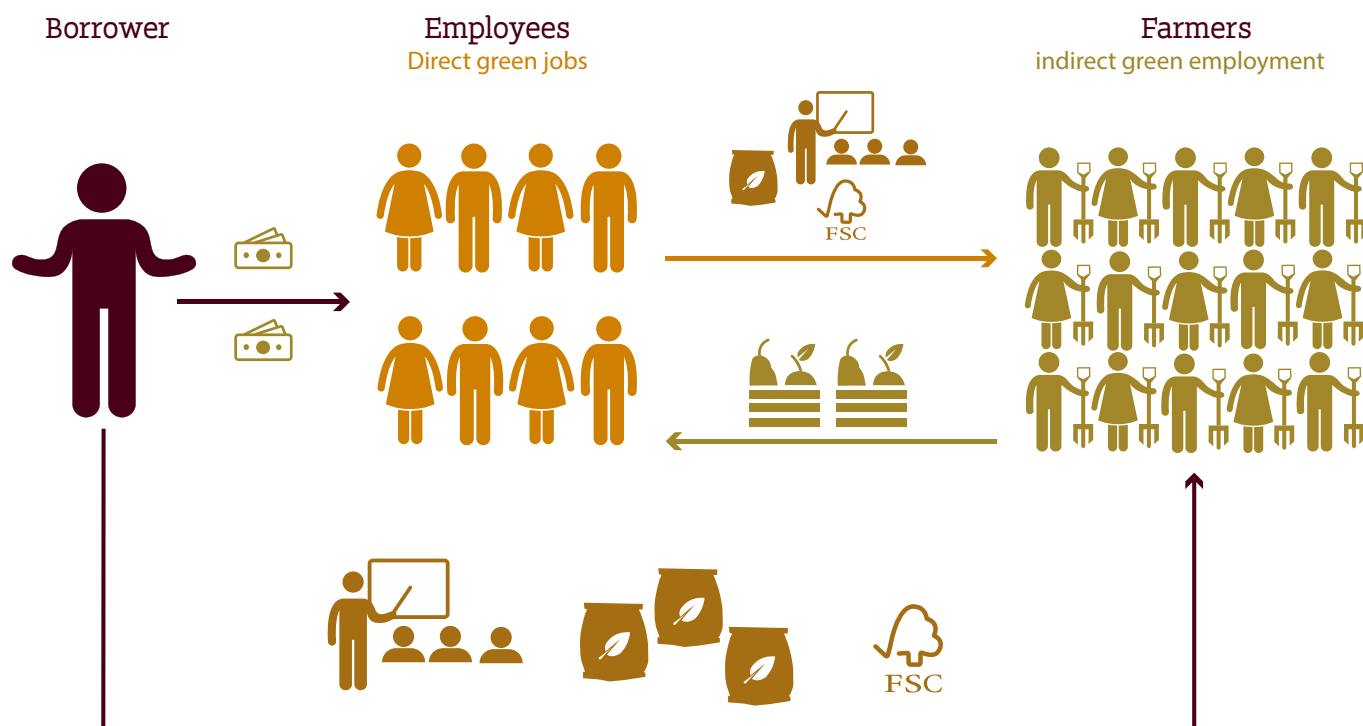 Borrower
Employees
Direct green jobs
Farmers
indirect green employment
FSC
FSC